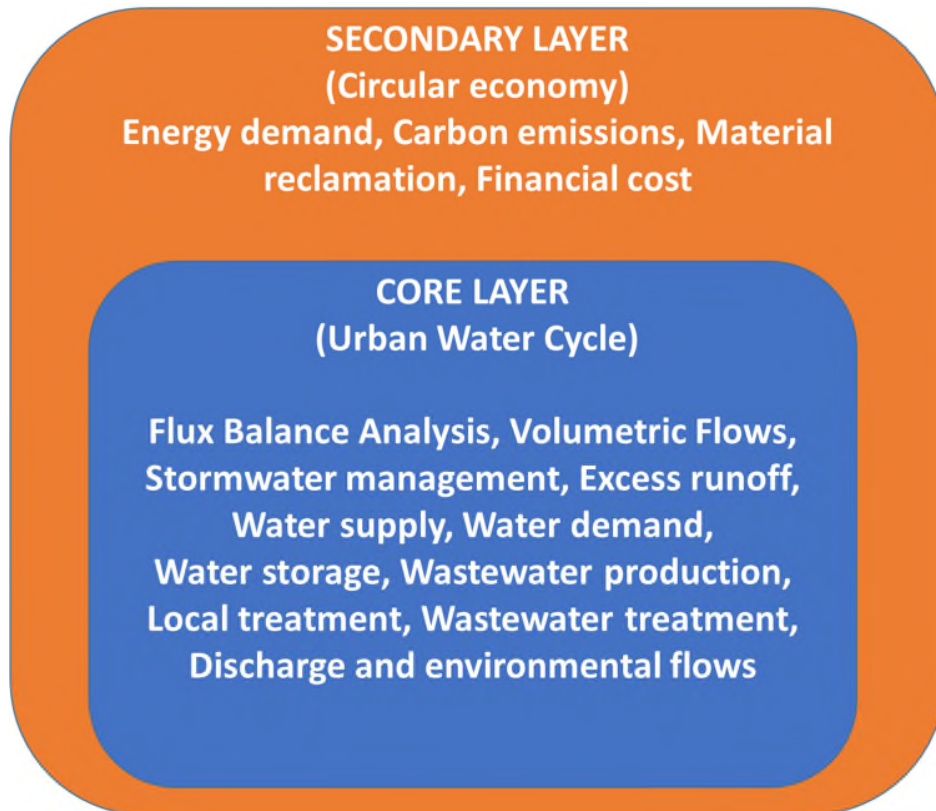 SECONDARY LAYER
(Circular economy)
Energy demand, Carbon emissions, Material
reclamation, Financial cost
CORE LAYER
(Urban Water Cycle)
Flux Balance Analysis, Volumetric Flows,
Stormwater management, Excess runoff,
Water supply, Water demand,
Water storage, Wastewater production,
Local treatment, Wastewater treatment,
Discharge and environmental flows